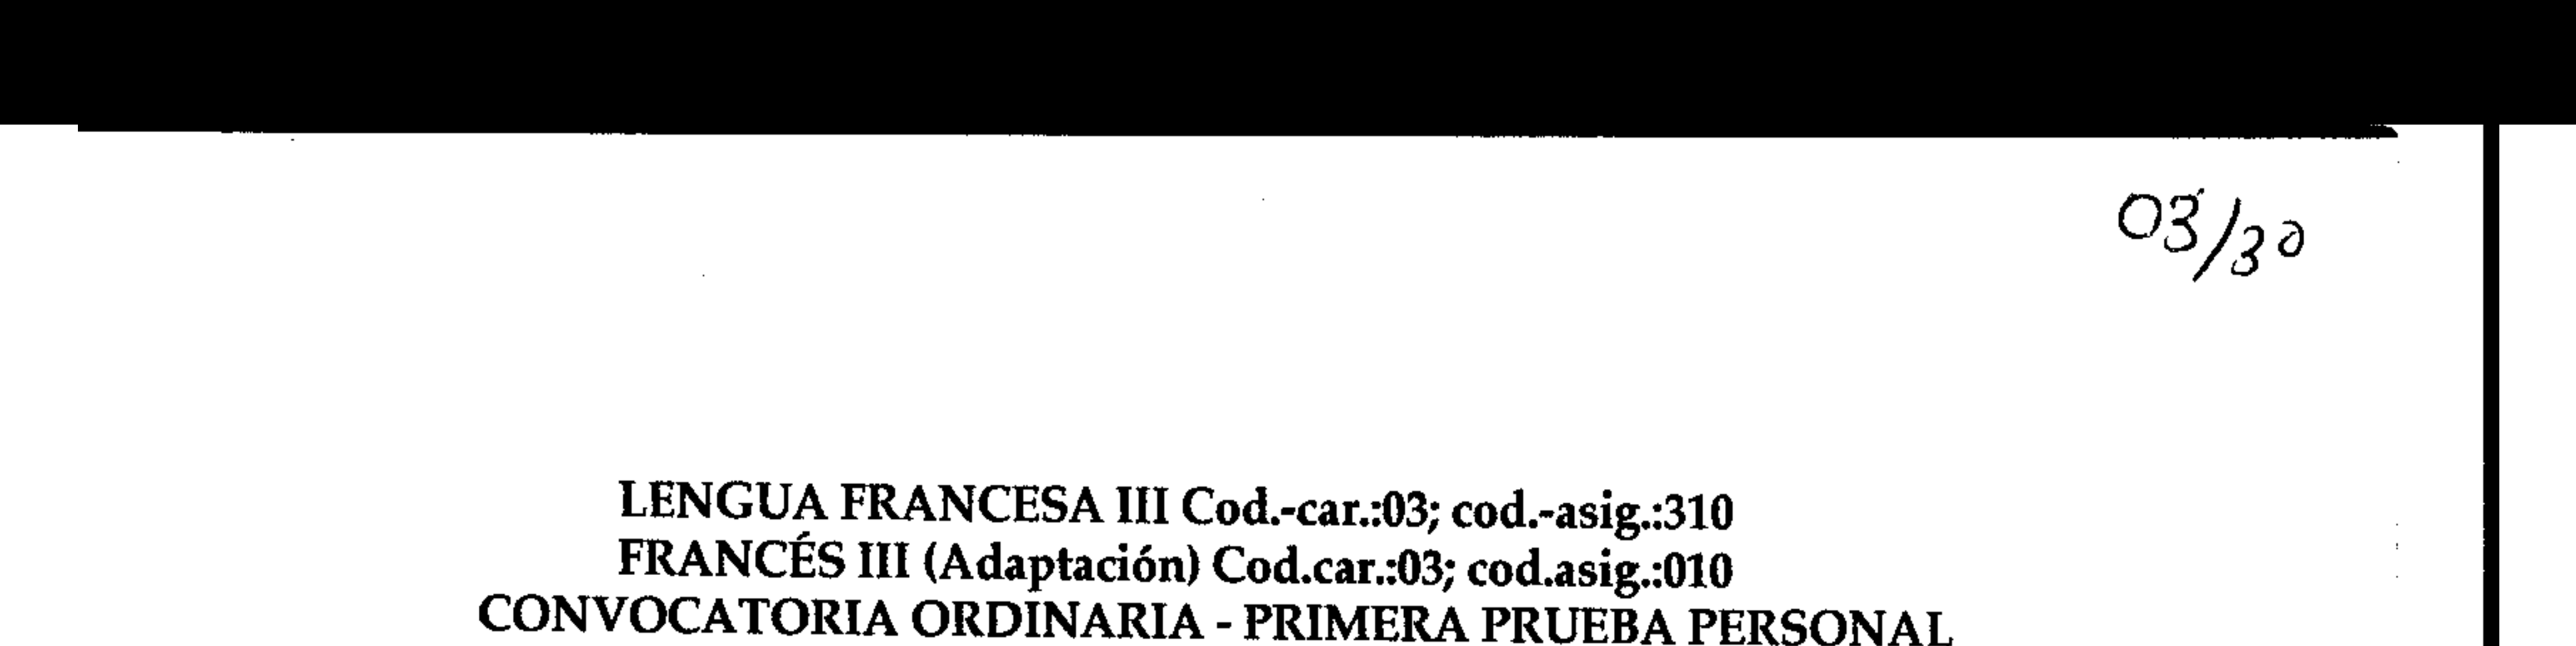 03/30
LENGUA FRANCESA III Cod.-car.:03; cod.-asig.:310
FRANCÉS III (Adaptación) Cod.car.:03; cod.asig.:010
CONVOCATORIA ORDINARIA - PRIMERA PRUEBA PERSONAL